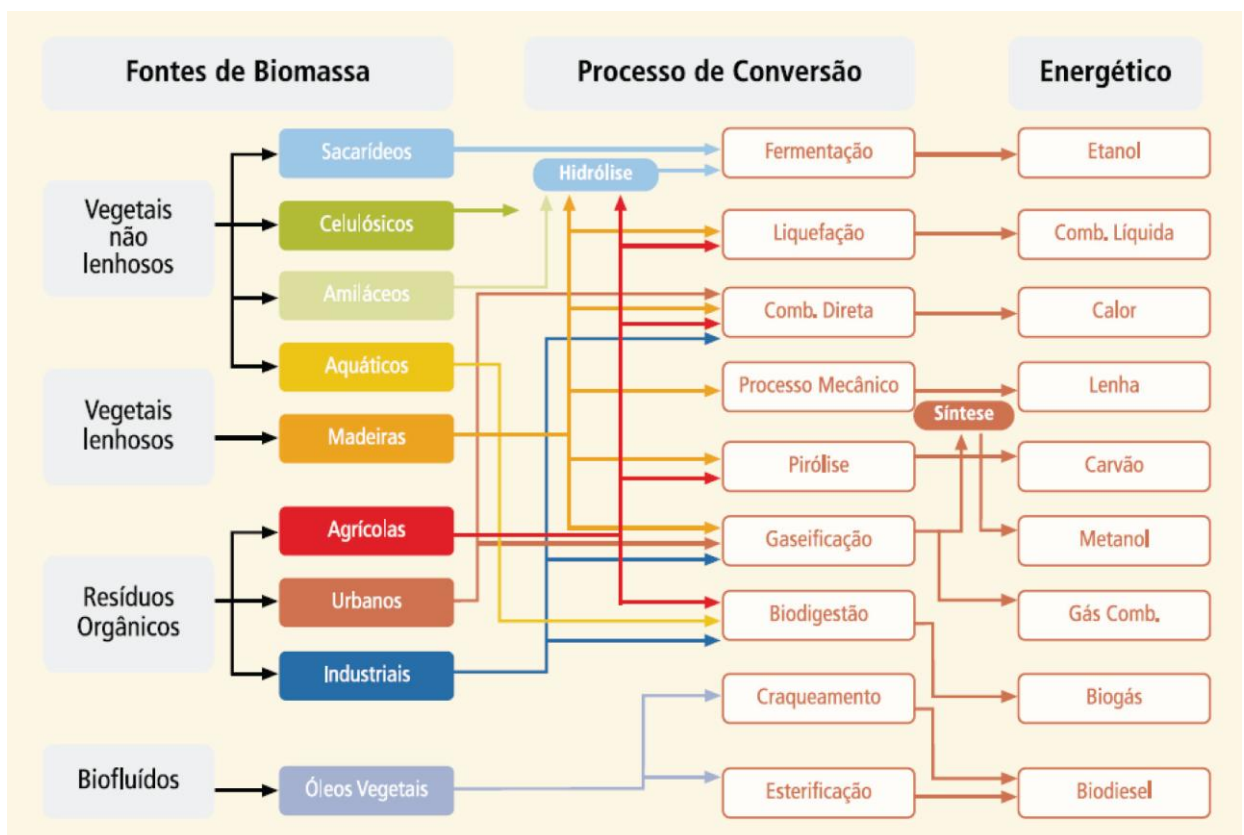 Fontes de Biomassa
Processo de Conversão
Energético
Vegetais
não
lenhosos
Sacarídeos
Celulósicos
Amiláceos
Aquáticos
Vegetais
lenhosos
Madeiras
Resíduos
Orgânicos
Agrícolas
Urbanos
Industriais
Biofluídos
Óleos Vegetais
Hidrólise
Fermentação
Liquefação
Comb. Direta
Processo Mecânico
Pirólise
Gaseificação
Biodigestão
Craqueamento
Esterificação
Síntese
Etanol
Comb. Líquida
Calor
Lenha
Carvão
Metanol
Gás Comb.
Biogás
Biodiesel